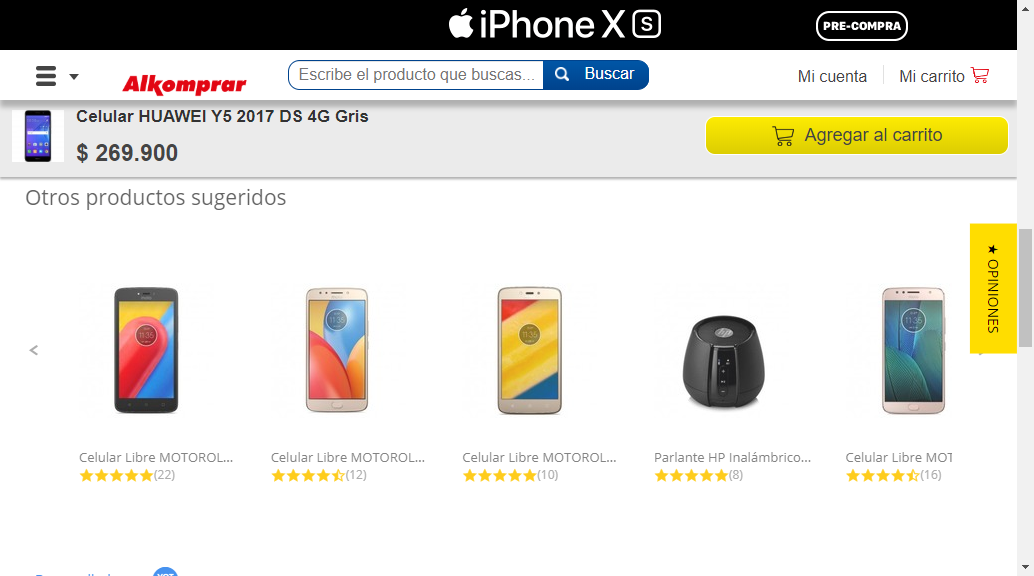 iPhone XS
PRE-COMPRA
Alkomprar
Escribe el producto que buscas...
Buscar
Mi cuenta
Mi carrito
Celular HUAWEI Y5 2017 DS 4G Gris
$ 269.900
Agregar al carrito
Otros productos sugeridos
★ OPINIONES
<
Celular Libre MOTOROL...
(22)
Celular Libre MOTOROL...
(12)
Celular Libre MOTOROL...
(10)
Parlante HP Inalámbrico...
(8)
Celular Libre MOT
(16)